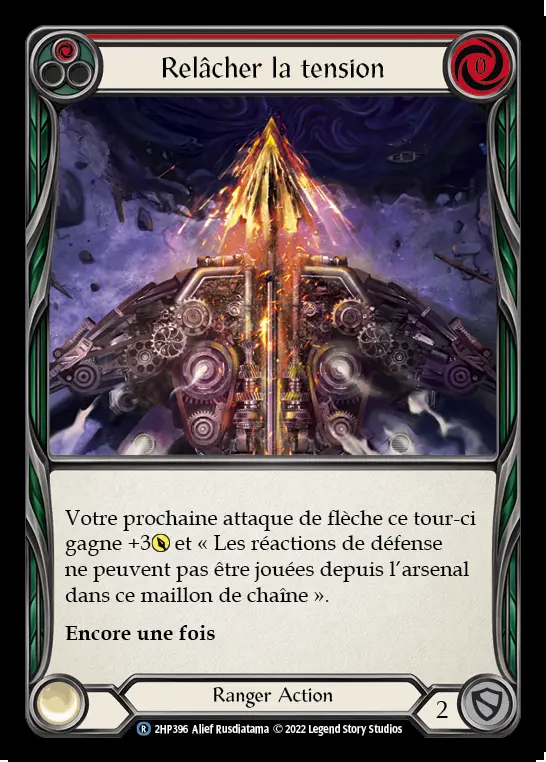 Relâcher la tension
0
Votre prochaine attaque de flèche ce tour-ci
gagne +3 et « Les réactions de défense
ne peuvent pas être jouées depuis l'arsenal
dans ce maillon de chaîne ».
Encore une fois
Ranger Action
2
R 2HP396 Alief Rusdiatama © 2022 Legend Story Studios